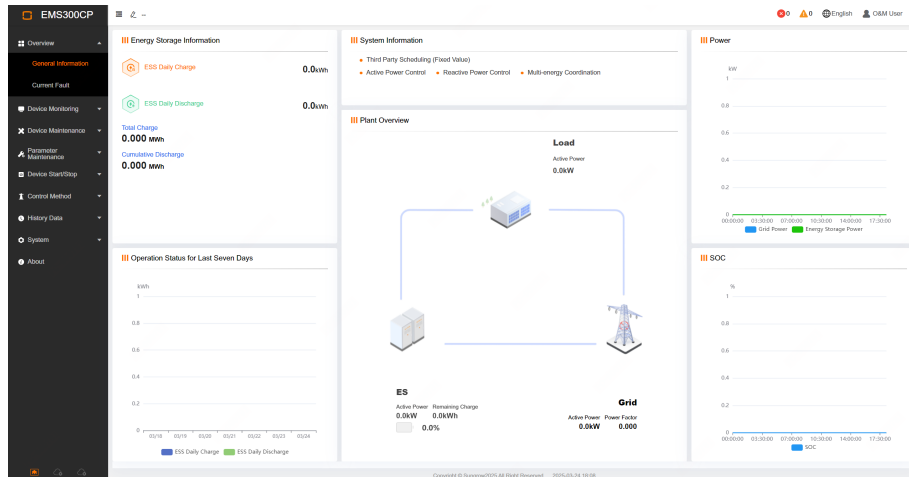 EMS300CP
0
0
English
O&M User
Overview
General Information
Current Fault
Device Monitoring
Device Maintenance
Parameter
Maintenance
Device Start/Stop
Control Method
History Data
System
About
Energy Storage Information
ESS Daily Charge 0.0kWh
ESS Daily Discharge 0.0kWh
Total Charge
0.000 MWh
Cumulative Discharge
0.000 MWh
System Information
Third Party Scheduling (Fixed Value)
Active Power Control Reactive Power Control Multi-energy Coordination
Plant Overview
Load
Active Power
0.0kW
ES
Active Power Remaining Charge
0.0kW 0.0kWh
0.0%
Grid
Active Power Power Factor
0.0kW 0.000
Power
kW
1
0.8
0.6
0.4
0.2
0
00:00:00 03:30:00 07:00:00 10:30:00 14:00:00 17:30:00
Grid Power Energy Storage Power
Operation Status for Last Seven Days
kWh
1
0.8
0.6
0.4
0.2
0
03/18 03/19 03/20 03/21 03/22 03/23 03/24
ESS Daily Charge ESS Daily Discharge
SOC
%
1
0.8
0.6
0.4
0.2
0
00:00:00 03:30:00 07:00:00 10:30:00 14:00:00 17:30:00
SOC
Copyright © Sungrow2025 All Right Reserved 2025-03-24 18:08